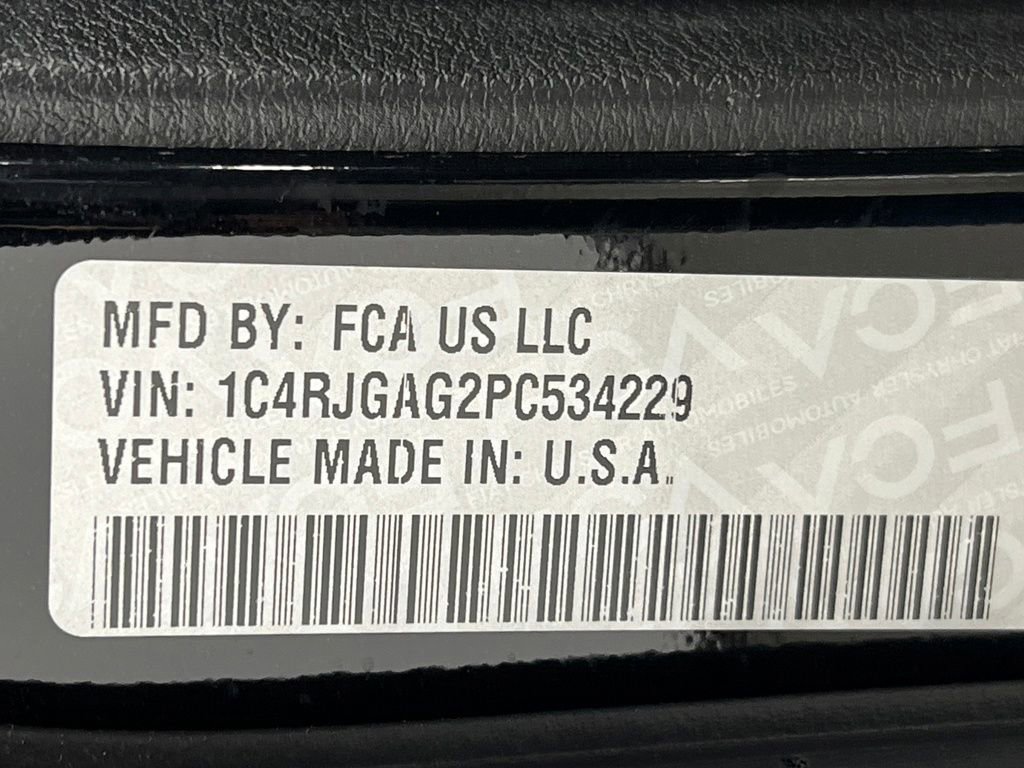 MFD BY: FCA US LLC
VIN: 1C4RJGAG2PC534229
VEHICLE MADE IN: U.S.A.